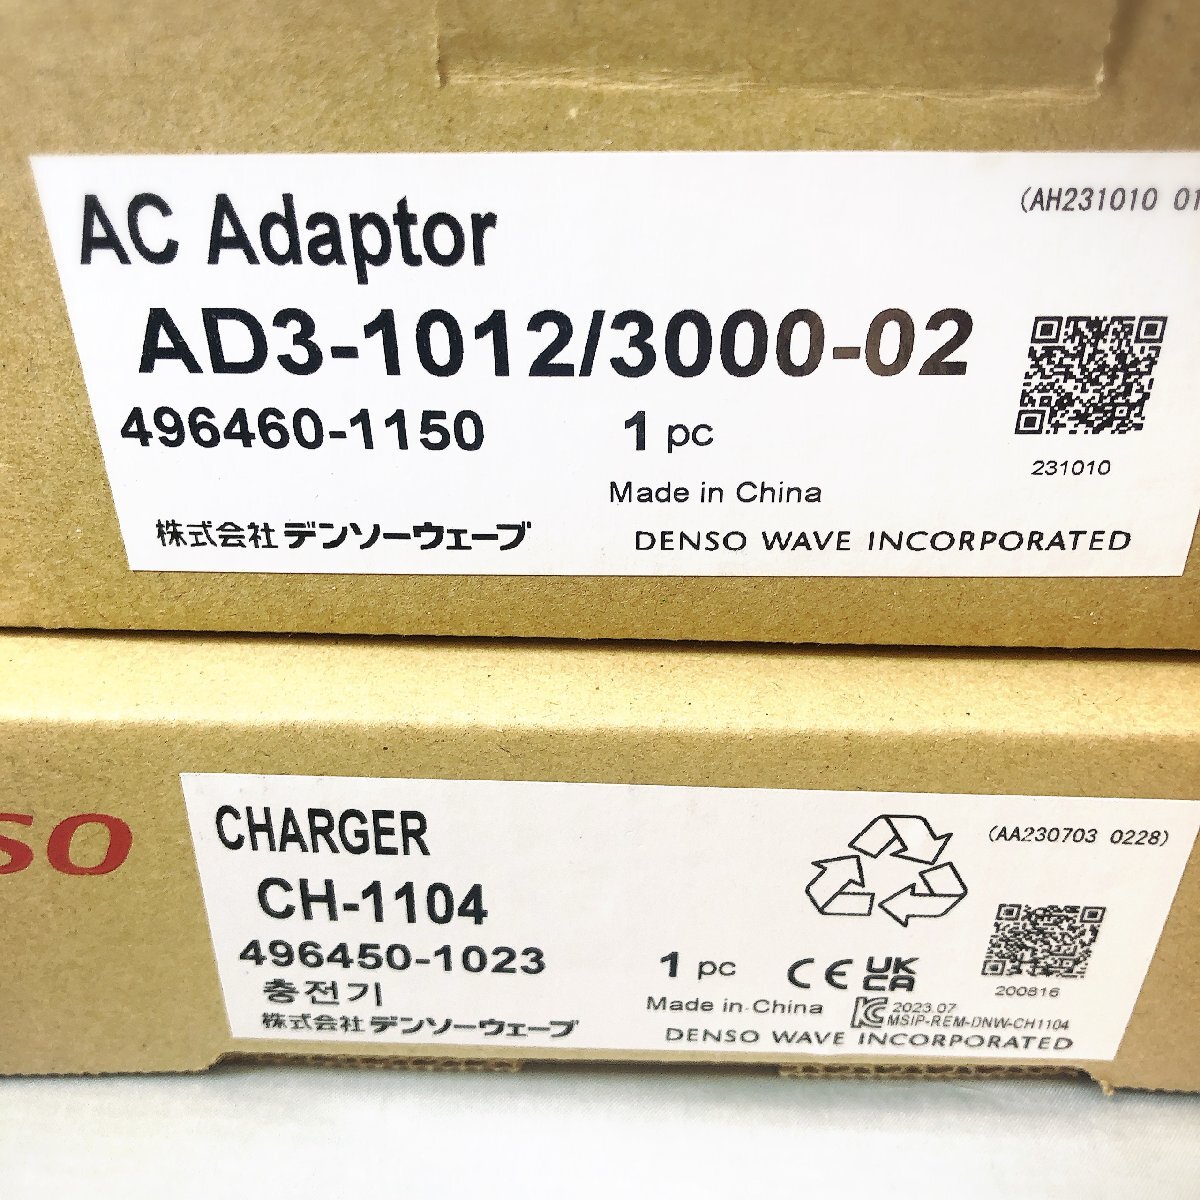 AC Adaptor
(AH231010 01
AD3-1012/3000-02
496460-1150 1 pc
231010
Made in China
株式会社デンソーウェーブ DENSO WAVE INCORPORATED
SO
CHARGER
(AA230703 0228)
CH-1104
496450-1023 1 pc CE UK CA
200816
충전기
Made in China
2023.07
MSIP-REM-DNW-CH1104
株式会社デンソーウェーブ DENSO WAVE INCORPORATED